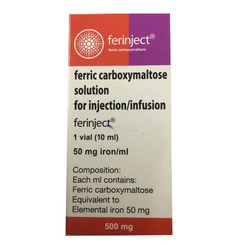 ferinject®
ferric carboxymaltose
ferric carboxymaltose
solution
for injection/infusion
ferinject®
1 vial (10 ml)
50 mg iron/ml
Composition:
Each ml contains:
Ferric carboxymaltose
Equivalent to
Elemental iron 50 mg
500 mg